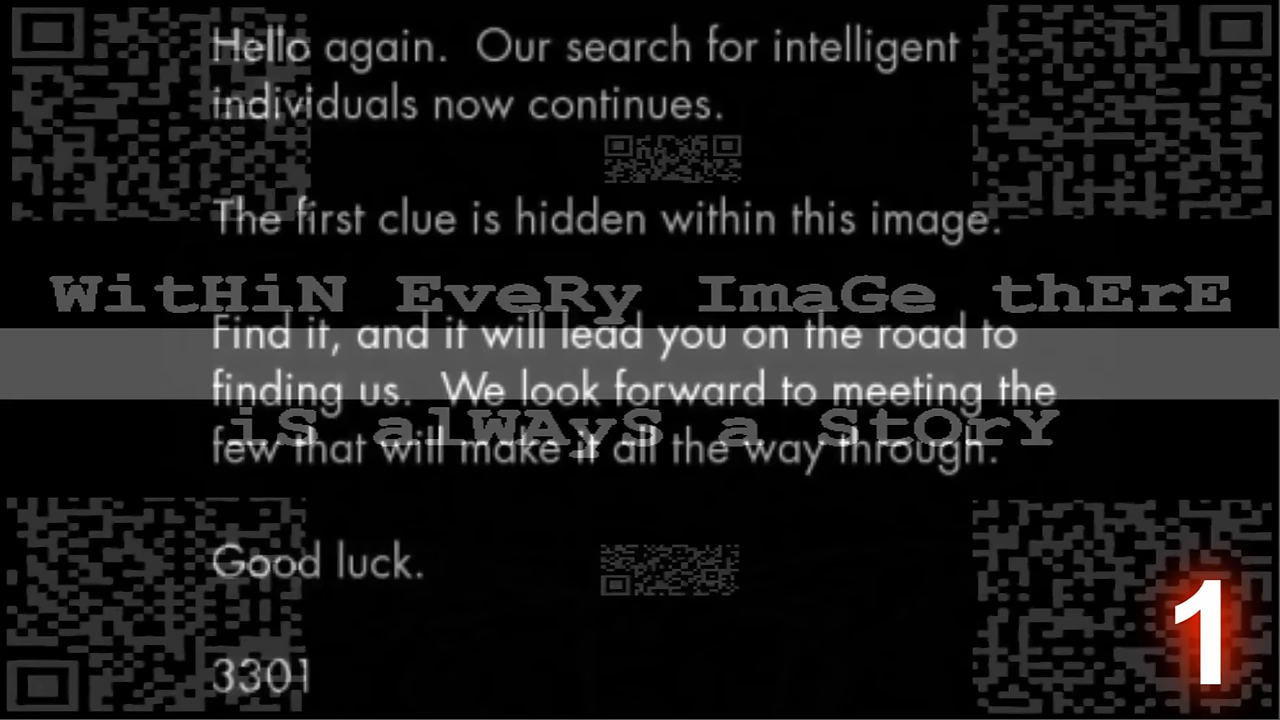 Hello again. Our search for intelligent
individuals now continues.
The first clue is hidden within this image.
WitHiN EveRy ImaGe thErE
Find it, and it will lead you on the road to
finding us. We look forward to meeting the
iS alWAyS a StOrY
few that will make it all the way through.
Good luck.
1
3301